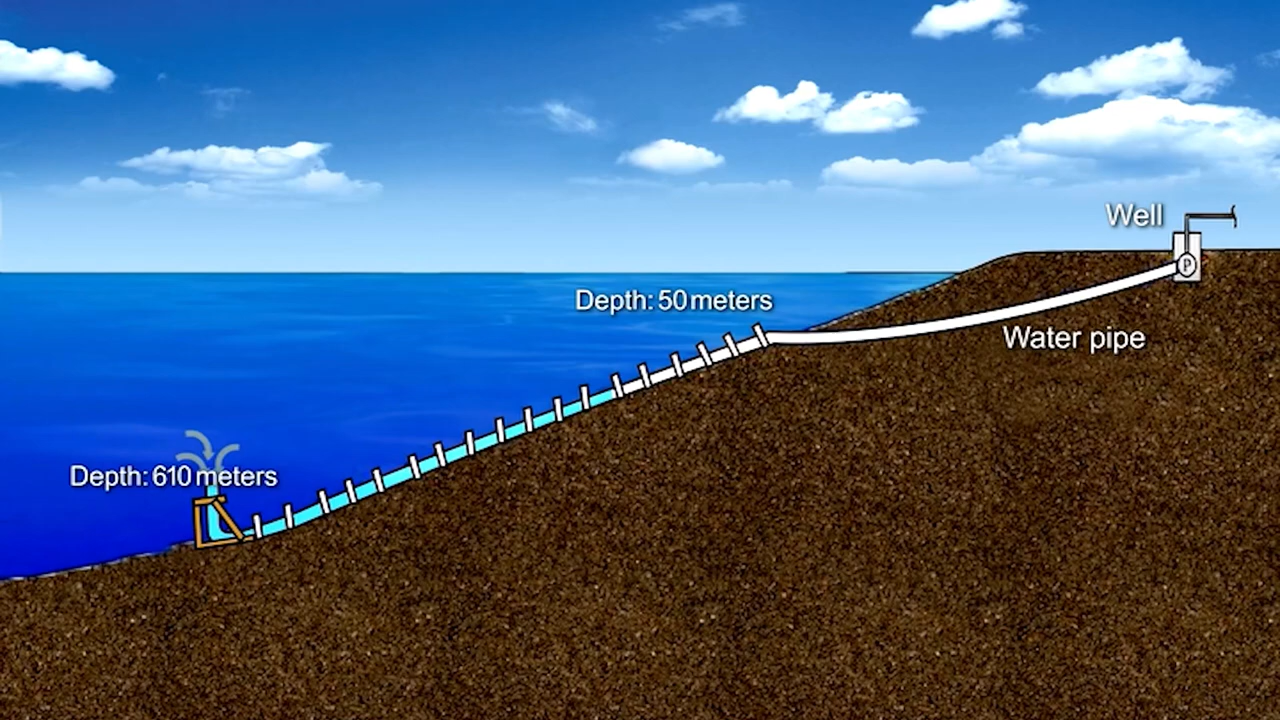 Well
P
Depth: 50 meters
Water pipe
Depth: 610 meters